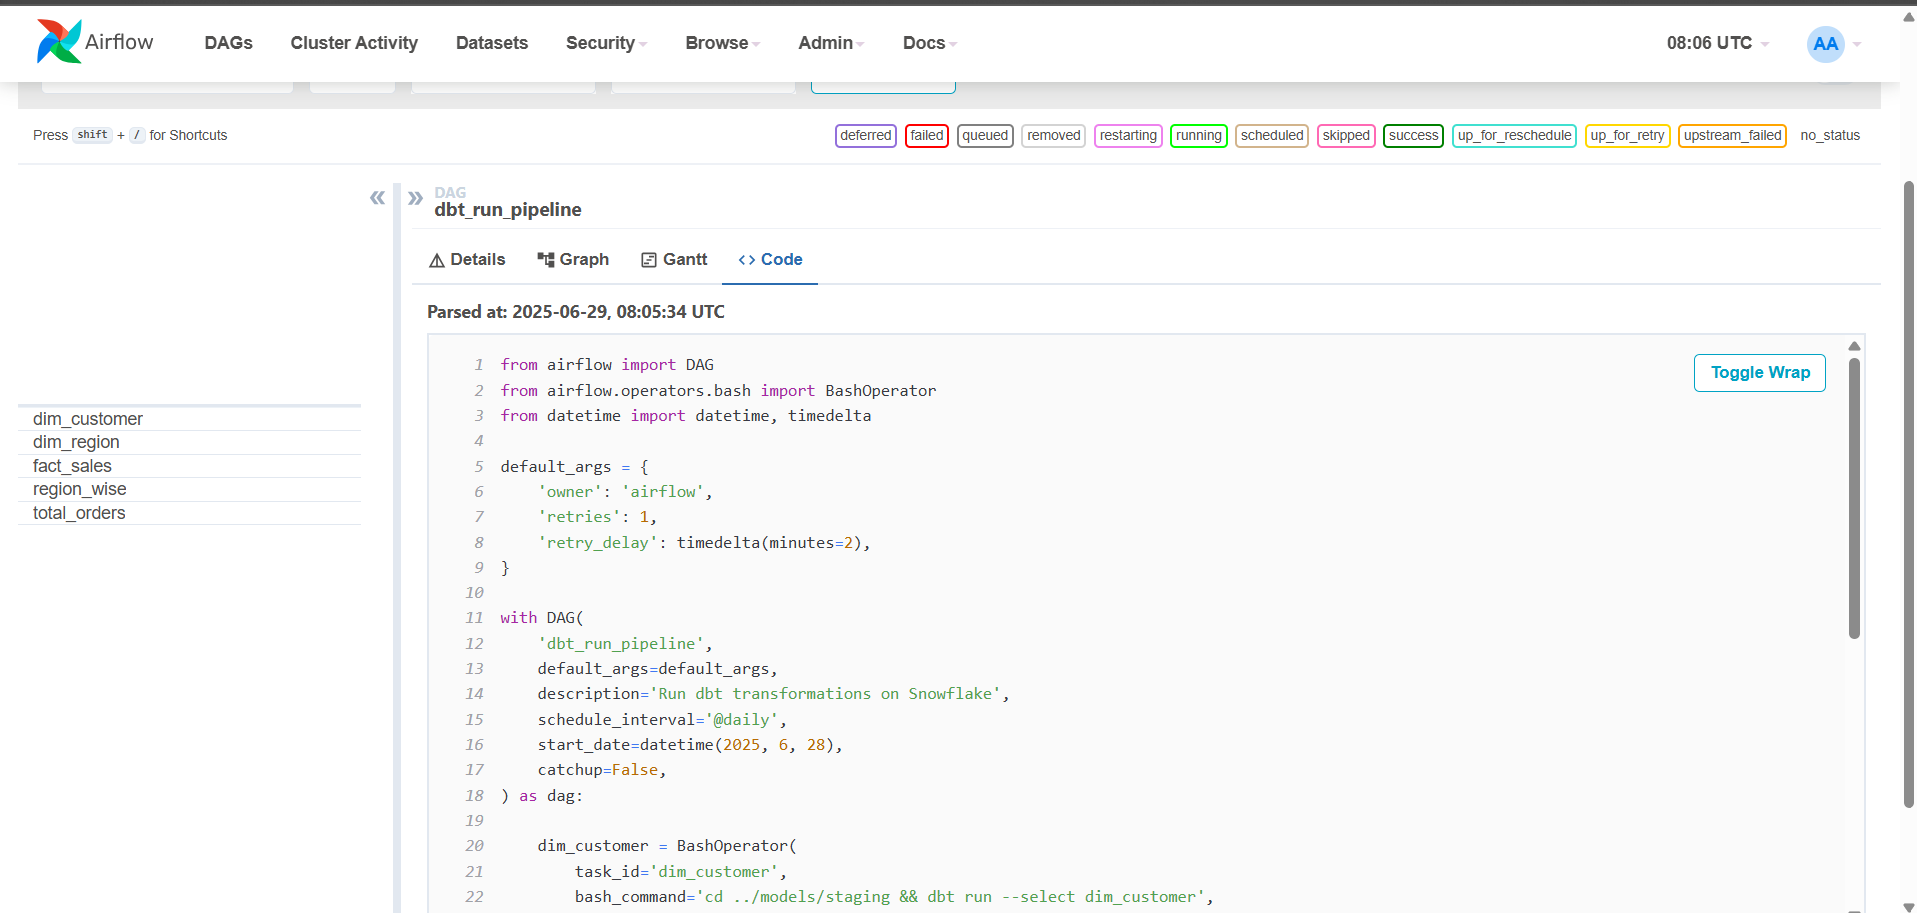 Airflow DAGs Cluster Activity Datasets Security Browse Admin Docs 08:06 UTC AA
Press shift + / for Shortcuts
deferred failed queued removed restarting running scheduled skipped success up_for_reschedule up_for_retry upstream_failed no_status
dim_customer
dim_region
fact_sales
region_wise
total_orders
DAG
dbt_run_pipeline
Details Graph Gantt Code
Parsed at: 2025-06-29, 08:05:34 UTC
Toggle Wrap
1 from airflow import DAG
2 from airflow.operators.bash import BashOperator
3 from datetime import datetime, timedelta
4
5 default_args = {
6     'owner': 'airflow',
7     'retries': 1,
8     'retry_delay': timedelta(minutes=2),
9 }
10
11 with DAG(
12     'dbt_run_pipeline',
13     default_args=default_args,
14     description='Run dbt transformations on Snowflake',
15     schedule_interval='@daily',
16     start_date=datetime(2025, 6, 28),
17     catchup=False,
18 ) as dag:
19
20     dim_customer = BashOperator(
21         task_id='dim_customer',
22         bash_command='cd ../models/staging && dbt run --select dim_customer',